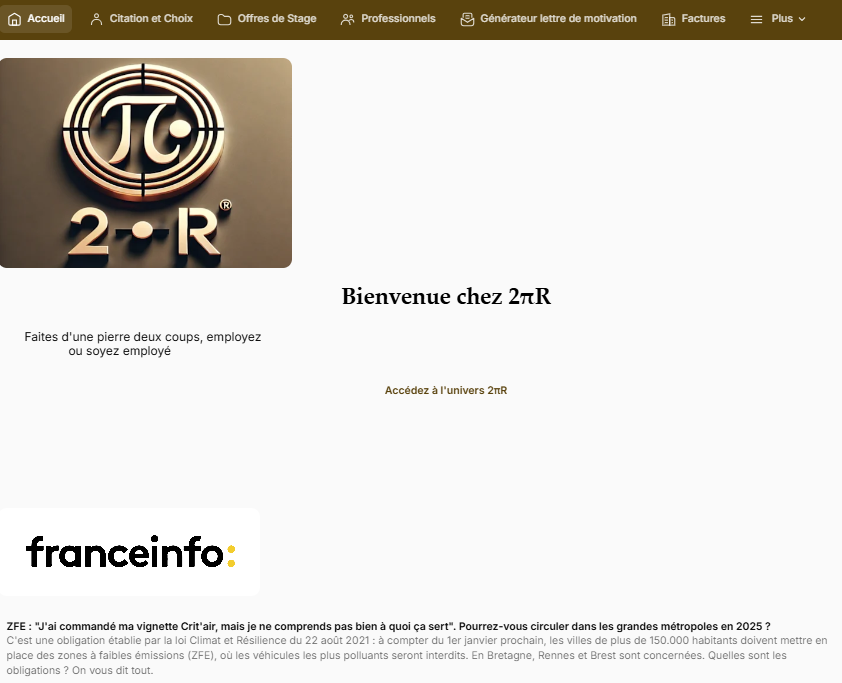 Accueil
Citation et Choix
Offres de Stage
Professionnels
Générateur lettre de motivation
Factures
Plus
π
2•R®
Bienvenue chez 2πR
Faites d'une pierre deux coups, employez
ou soyez employé
Accédez à l'univers 2πR
franceinfo:
ZFE : "J'ai commandé ma vignette Crit'air, mais je ne comprends pas bien à quoi ça sert". Pourrez-vous circuler dans les grandes métropoles en 2025 ?
C'est une obligation établie par la loi Climat et Résilience du 22 août 2021 : à compter du 1er janvier prochain, les villes de plus de 150.000 habitants doivent mettre en
place des zones à faibles émissions (ZFE), où les véhicules les plus polluants seront interdits. En Bretagne, Rennes et Brest sont concernées. Quelles sont les
obligations ? On vous dit tout.